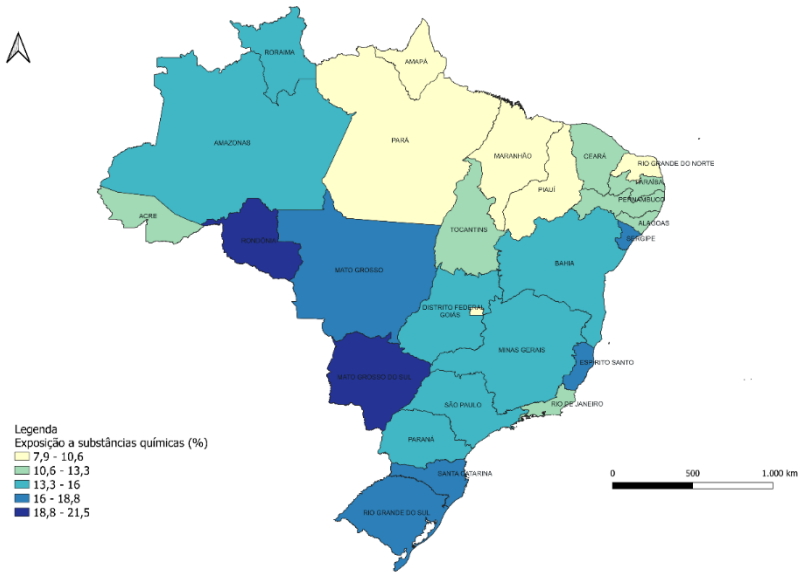 RORAIMA
AMAPÁ
AMAZONAS
PARÁ
MARANHÃO
CEARÁ
RIO GRANDE DO NORTE
PARAÍBA
PIAUÍ
PERNAMBUCO
ALAGOAS
ACRE
TOCANTINS
SERGIPE
RONDÔNIA
MATO GROSSO
BAHIA
DISTRITO FEDERAL
GOIÁS
MINAS GERAIS
ESPÍRITO SANTO
MATO GROSSO DO SUL
SÃO PAULO
RIO DE JANEIRO
PARANÁ
SANTA CATARINA
RIO GRANDE DO SUL
Legenda
Exposição a substâncias químicas (%)
7,9 - 10,6
10,6 - 13,3
13,3 - 16
16 - 18,8
18,8 - 21,5
0 500 1.000 km